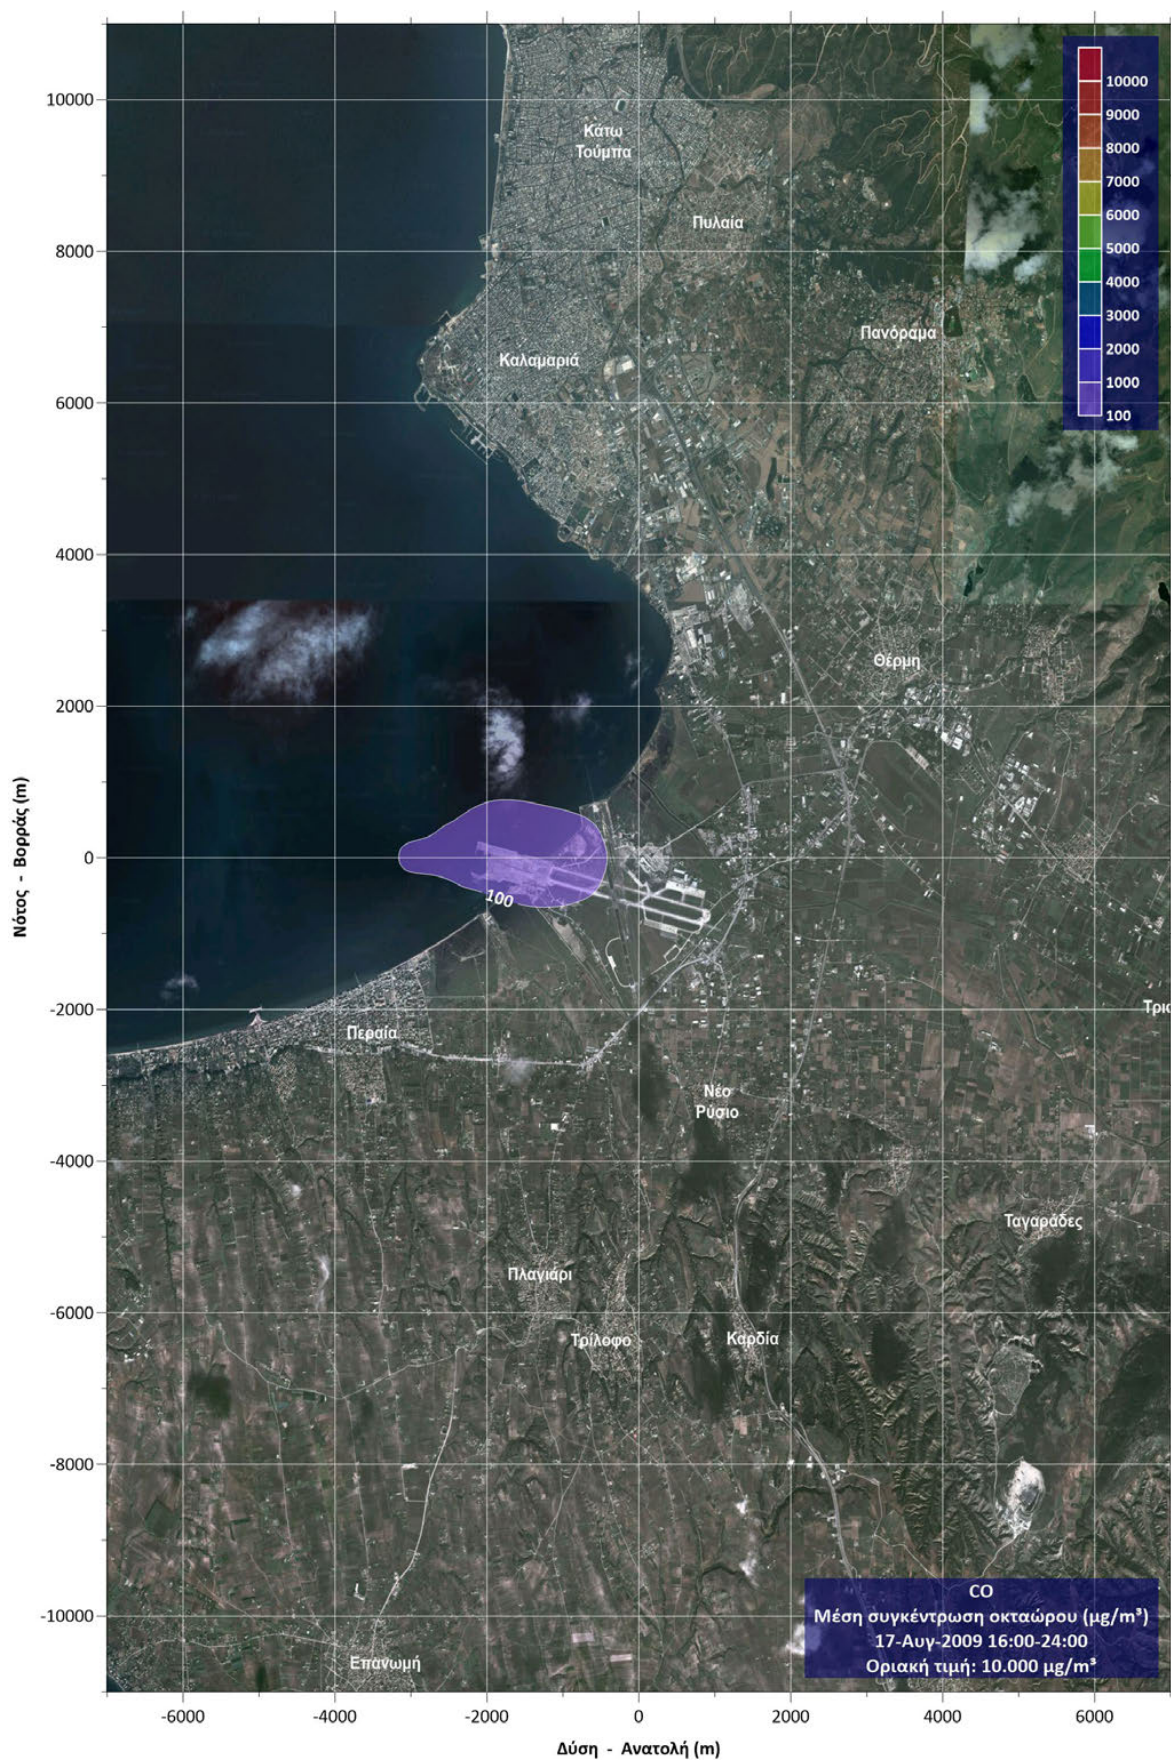 10000
8000
6000
4000
2000
0
-2000
-4000
-6000
-8000
-10000
Νότος - Βορράς (m)
-6000
-4000
-2000
0
2000
4000
6000
Δύση - Ανατολή (m)
10000
9000
8000
7000
6000
5000
4000
3000
2000
1000
100
Κάτω
Τούμπα
Πυλαία
Πανόραμα
Καλαμαριά
Θέρμη
100
Περαία
Νέο
Ρύσιο
Ταγαράδες
Πλαγιάρι
Τρίλοφο
Καρδία
Επανωμή
CO
Μέση συγκέντρωση οκταώρου (μg/m³)
17-Αυγ-2009 16:00-24:00
Οριακή τιμή: 10.000 μg/m³